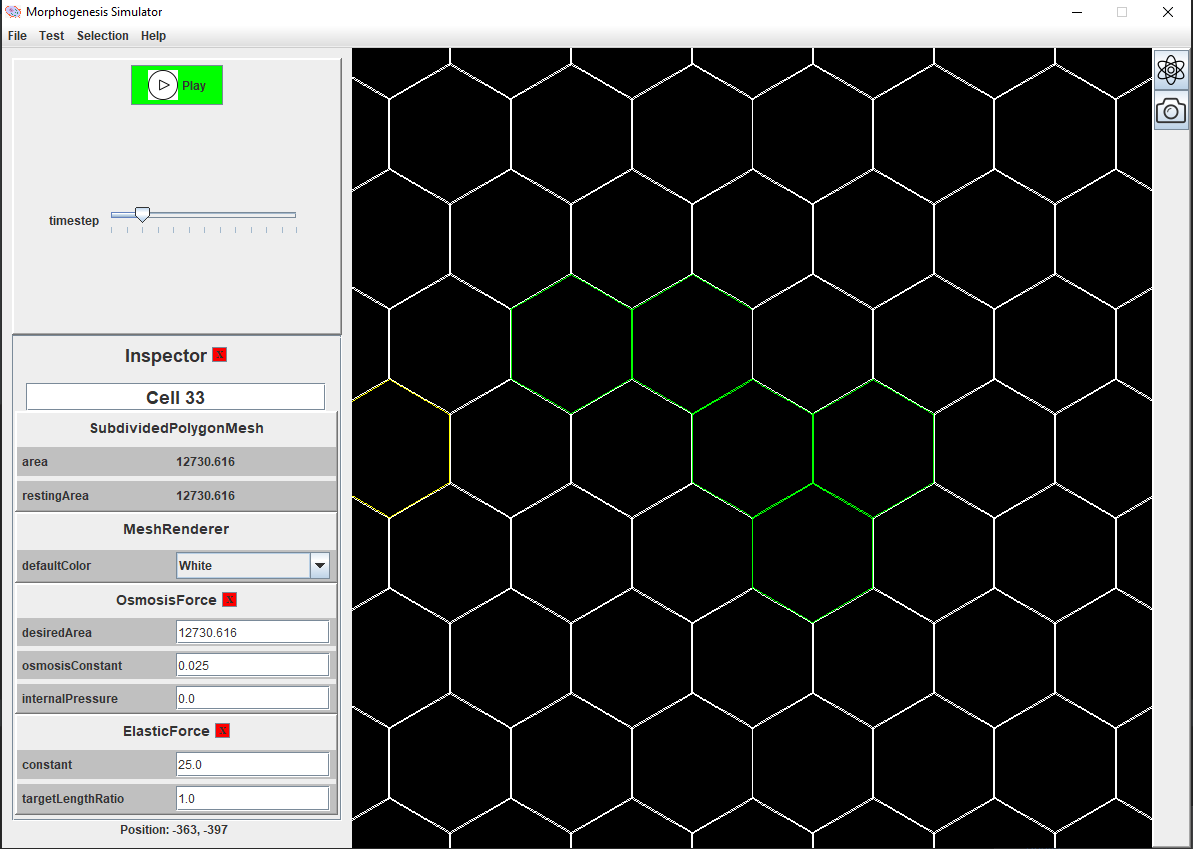 Morphogenesis Simulator
File Test Selection Help
Play
timestep
Inspector X
Cell 33
SubdividedPolygonMesh
area 12730.616
restingArea 12730.616
MeshRenderer
defaultColor White
OsmosisForce X
desiredArea 12730.616
osmosisConstant 0.025
internalPressure 0.0
ElasticForce X
constant 25.0
targetLengthRatio 1.0
Position: -363, -397